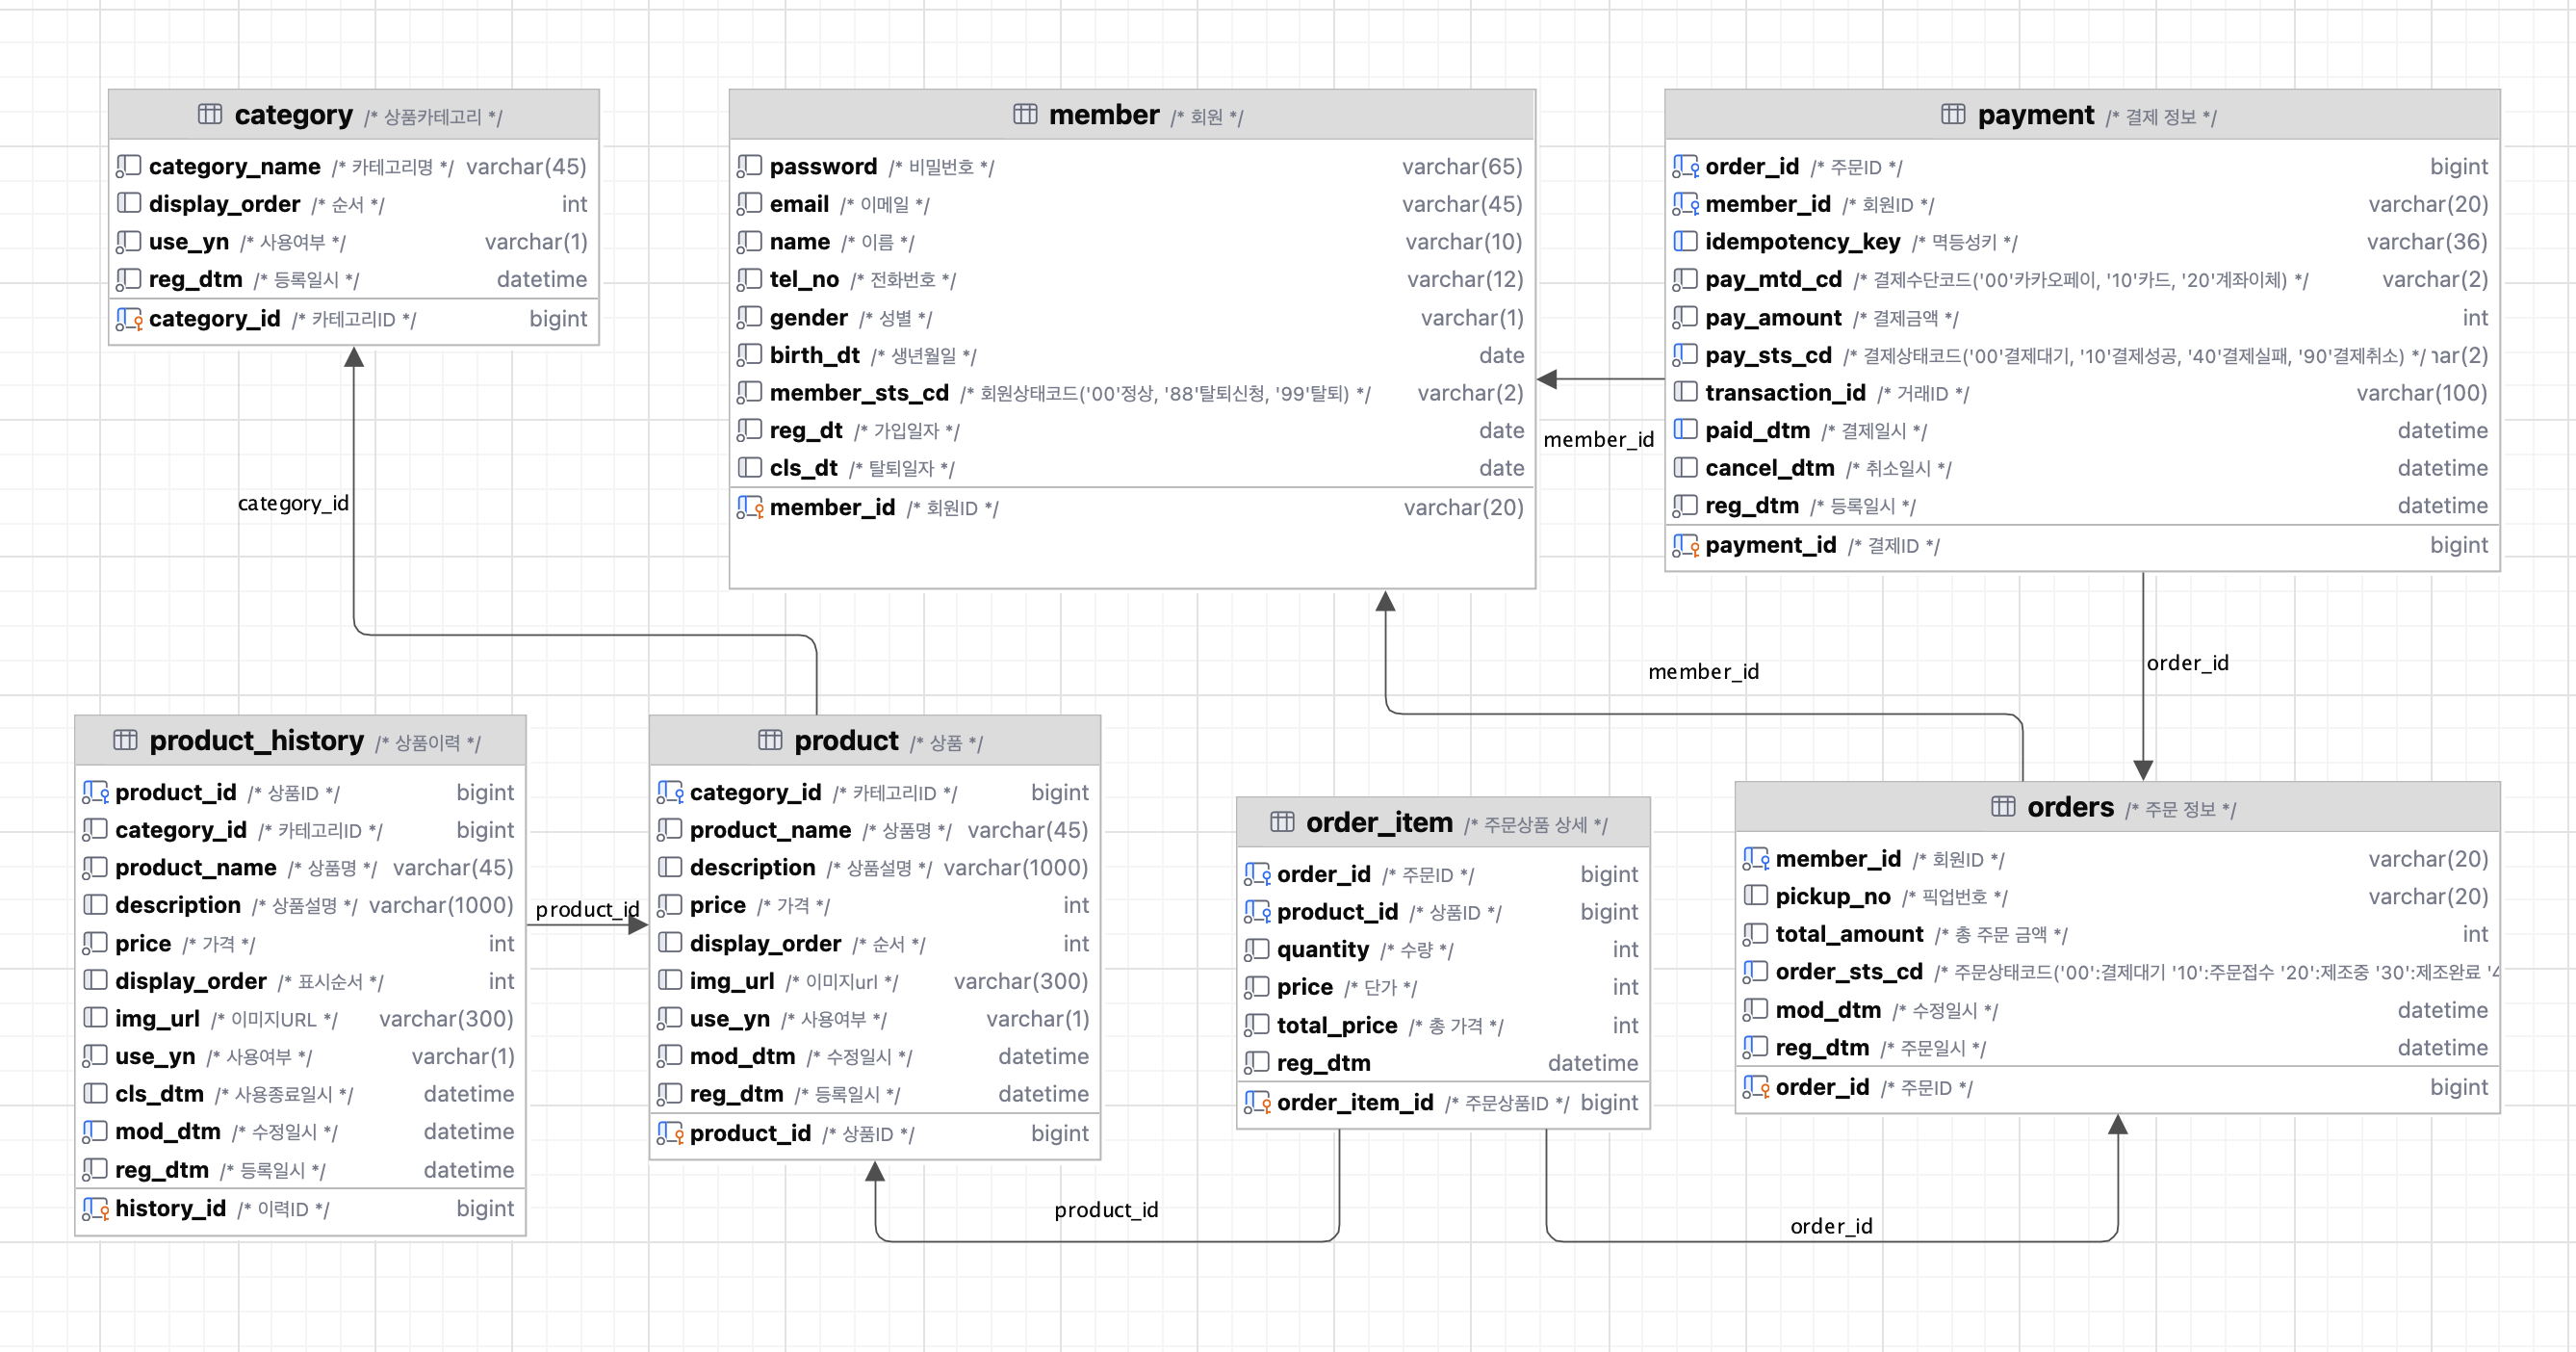 category /* 상품카테고리 */
category_name /* 카테고리명 */ varchar(45)
display_order /* 순서 */ int
use_yn /* 사용여부 */ varchar(1)
reg_dtm /* 등록일시 */ datetime
category_id /* 카테고리ID */ bigint
member /* 회원 */
password /* 비밀번호 */ varchar(65)
email /* 이메일 */ varchar(45)
name /* 이름 */ varchar(10)
tel_no /* 전화번호 */ varchar(12)
gender /* 성별 */ varchar(1)
birth_dt /* 생년월일 */ date
member_sts_cd /* 회원상태코드('00'정상, '88'탈퇴신청, '99'탈퇴) */ varchar(2)
reg_dt /* 가입일자 */ date
cls_dt /* 탈퇴일자 */ date
member_id /* 회원ID */ varchar(20)
payment /* 결제 정보 */
order_id /* 주문ID */ bigint
member_id /* 회원ID */ varchar(20)
idempotency_key /* 멱등성키 */ varchar(36)
pay_mtd_cd /* 결제수단코드('00'카카오페이, '10'카드, '20'계좌이체) */ varchar(2)
pay_amount /* 결제금액 */ int
pay_sts_cd /* 결제상태코드('00'결제대기, '10'결제성공, '40'결제실패, '90'결제취소) */ har(2)
transaction_id /* 거래ID */ varchar(100)
paid_dtm /* 결제일시 */ datetime
cancel_dtm /* 취소일시 */ datetime
reg_dtm /* 등록일시 */ datetime
payment_id /* 결제ID */ bigint
member_id
category_id
member_id
order_id
product_history /* 상품이력 */
product_id /* 상품ID */ bigint
category_id /* 카테고리ID */ bigint
product_name /* 상품명 */ varchar(45)
description /* 상품설명 */ varchar(1000)
price /* 가격 */ int
display_order /* 표시순서 */ int
img_url /* 이미지URL */ varchar(300)
use_yn /* 사용여부 */ varchar(1)
cls_dtm /* 사용종료일시 */ datetime
mod_dtm /* 수정일시 */ datetime
reg_dtm /* 등록일시 */ datetime
history_id /* 이력ID */ bigint
product_id
product /* 상품 */
category_id /* 카테고리ID */ bigint
product_name /* 상품명 */ varchar(45)
description /* 상품설명 */ varchar(1000)
price /* 가격 */ int
display_order /* 순서 */ int
img_url /* 이미지url */ varchar(300)
use_yn /* 사용여부 */ varchar(1)
mod_dtm /* 수정일시 */ datetime
reg_dtm /* 등록일시 */ datetime
product_id /* 상품ID */ bigint
order_item /* 주문상품 상세 */
order_id /* 주문ID */ bigint
product_id /* 상품ID */ bigint
quantity /* 수량 */ int
price /* 단가 */ int
total_price /* 총 가격 */ int
reg_dtm datetime
order_item_id /* 주문상품ID */ bigint
orders /* 주문 정보 */
member_id /* 회원ID */ varchar(20)
pickup_no /* 픽업번호 */ varchar(20)
total_amount /* 총 주문 금액 */ int
order_sts_cd /* 주문상태코드('00':결제대기 '10':주문접수 '20':제조중 '30':제조완료 '4
mod_dtm /* 수정일시 */ datetime
reg_dtm /* 주문일시 */ datetime
order_id /* 주문ID */ bigint
product_id
order_id